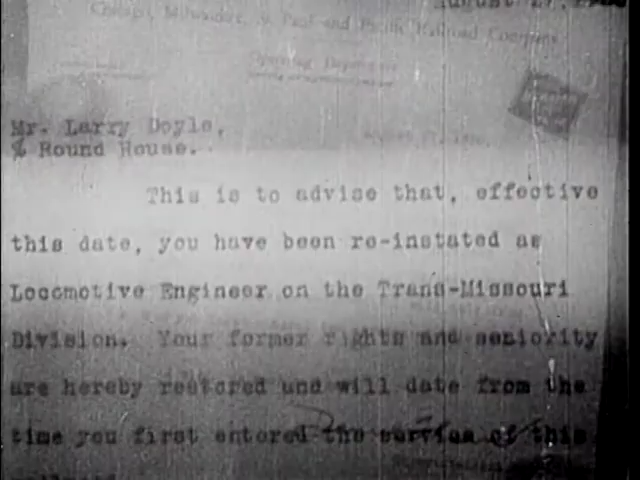 Chicago, Milwaukee, St. Paul and Pacific Railroad Company
Operating Department
Mr. Larry Doyle,
% Round House.
This is to advise that, effective
this date, you have been re-instated as
Locomotive Engineer on the Trans-Missouri
Division. Your former rights and seniority
are hereby restored and will date from the
time you first entered the service of this